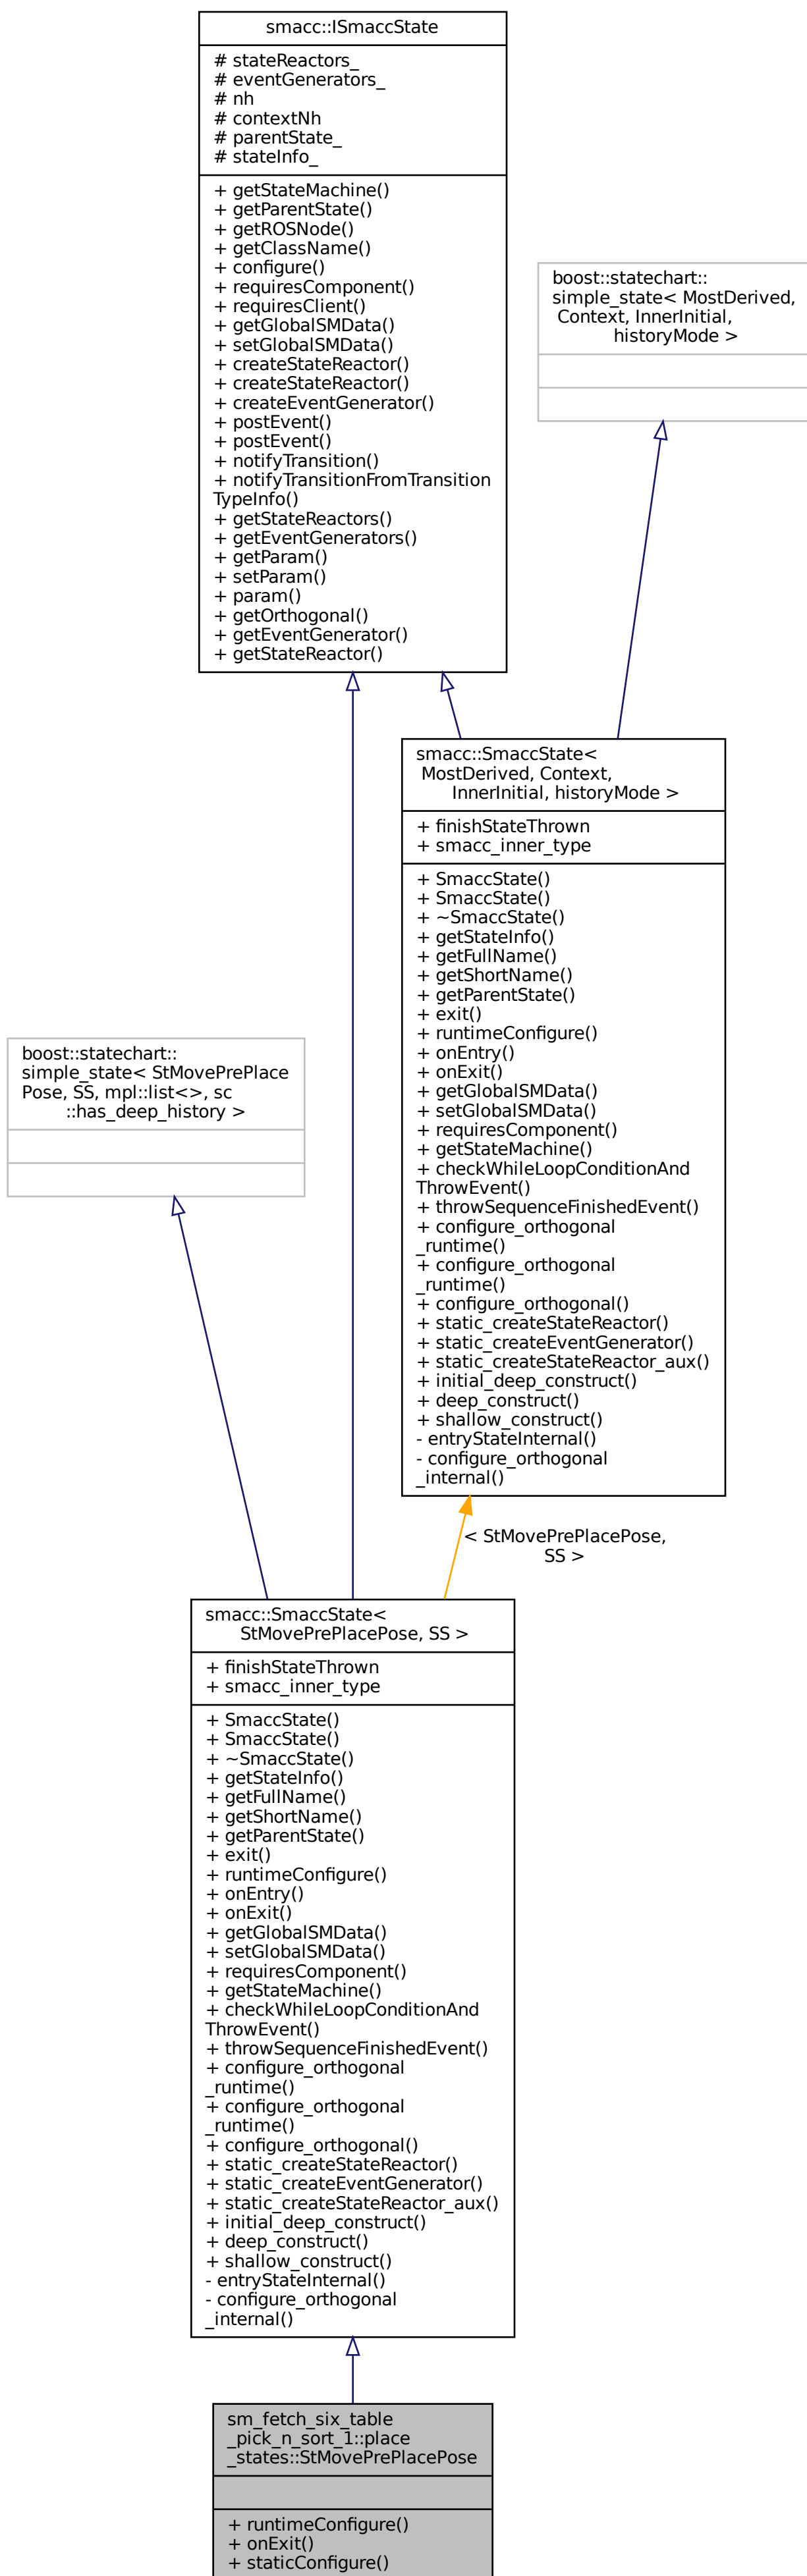 smacc::ISmaccState
# stateReactors_
# eventGenerators_
# nh
# contextNh
# parentState_
# stateInfo_
+ getStateMachine()
+ getParentState()
+ getROSNode()
+ getClassName()
+ configure()
+ requiresComponent()
+ requiresClient()
+ getGlobalSMData()
+ setGlobalSMData()
+ createStateReactor()
+ createStateReactor()
+ createEventGenerator()
+ postEvent()
+ postEvent()
+ notifyTransition()
+ notifyTransitionFromTransition
TypeInfo()
+ getStateReactors()
+ getEventGenerators()
+ getParam()
+ setParam()
+ param()
+ getOrthogonal()
+ getEventGenerator()
+ getStateReactor()
boost::statechart::
simple_state< MostDerived,
Context, InnerInitial,
historyMode >
smacc::SmaccState<
MostDerived, Context,
InnerInitial, historyMode >
+ finishStateThrown
+ smacc_inner_type
+ SmaccState()
+ SmaccState()
+ ~SmaccState()
+ getStateInfo()
+ getFullName()
+ getShortName()
+ getParentState()
+ exit()
+ runtimeConfigure()
+ onEntry()
+ onExit()
+ getGlobalSMData()
+ setGlobalSMData()
+ requiresComponent()
+ getStateMachine()
+ checkWhileLoopConditionAnd
ThrowEvent()
+ throwSequenceFinishedEvent()
+ configure_orthogonal
_runtime()
+ configure_orthogonal
_runtime()
+ configure_orthogonal()
+ static_createStateReactor()
+ static_createEventGenerator()
+ static_createStateReactor_aux()
+ initial_deep_construct()
+ deep_construct()
+ shallow_construct()
- entryStateInternal()
- configure_orthogonal
_internal()
boost::statechart::
simple_state< StMovePrePlace
Pose, SS, mpl::list<>, sc
::has_deep_history >
< StMovePrePlacePose,
SS >
smacc::SmaccState<
StMovePrePlacePose, SS >
+ finishStateThrown
+ smacc_inner_type
+ SmaccState()
+ SmaccState()
+ ~SmaccState()
+ getStateInfo()
+ getFullName()
+ getShortName()
+ getParentState()
+ exit()
+ runtimeConfigure()
+ onEntry()
+ onExit()
+ getGlobalSMData()
+ setGlobalSMData()
+ requiresComponent()
+ getStateMachine()
+ checkWhileLoopConditionAnd
ThrowEvent()
+ throwSequenceFinishedEvent()
+ configure_orthogonal
_runtime()
+ configure_orthogonal
_runtime()
+ configure_orthogonal()
+ static_createStateReactor()
+ static_createEventGenerator()
+ static_createStateReactor_aux()
+ initial_deep_construct()
+ deep_construct()
+ shallow_construct()
- entryStateInternal()
- configure_orthogonal
_internal()
sm_fetch_six_table
_pick_n_sort_1::place
_states::StMovePrePlacePose
+ runtimeConfigure()
+ onExit()
+ staticConfigure()